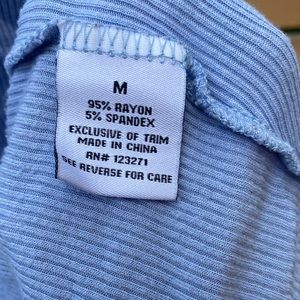 M
95% RAYON
5% SPANDEX
EXCLUSIVE OF TRIM
MADE IN CHINA
RN# 123271
SEE REVERSE FOR CARE